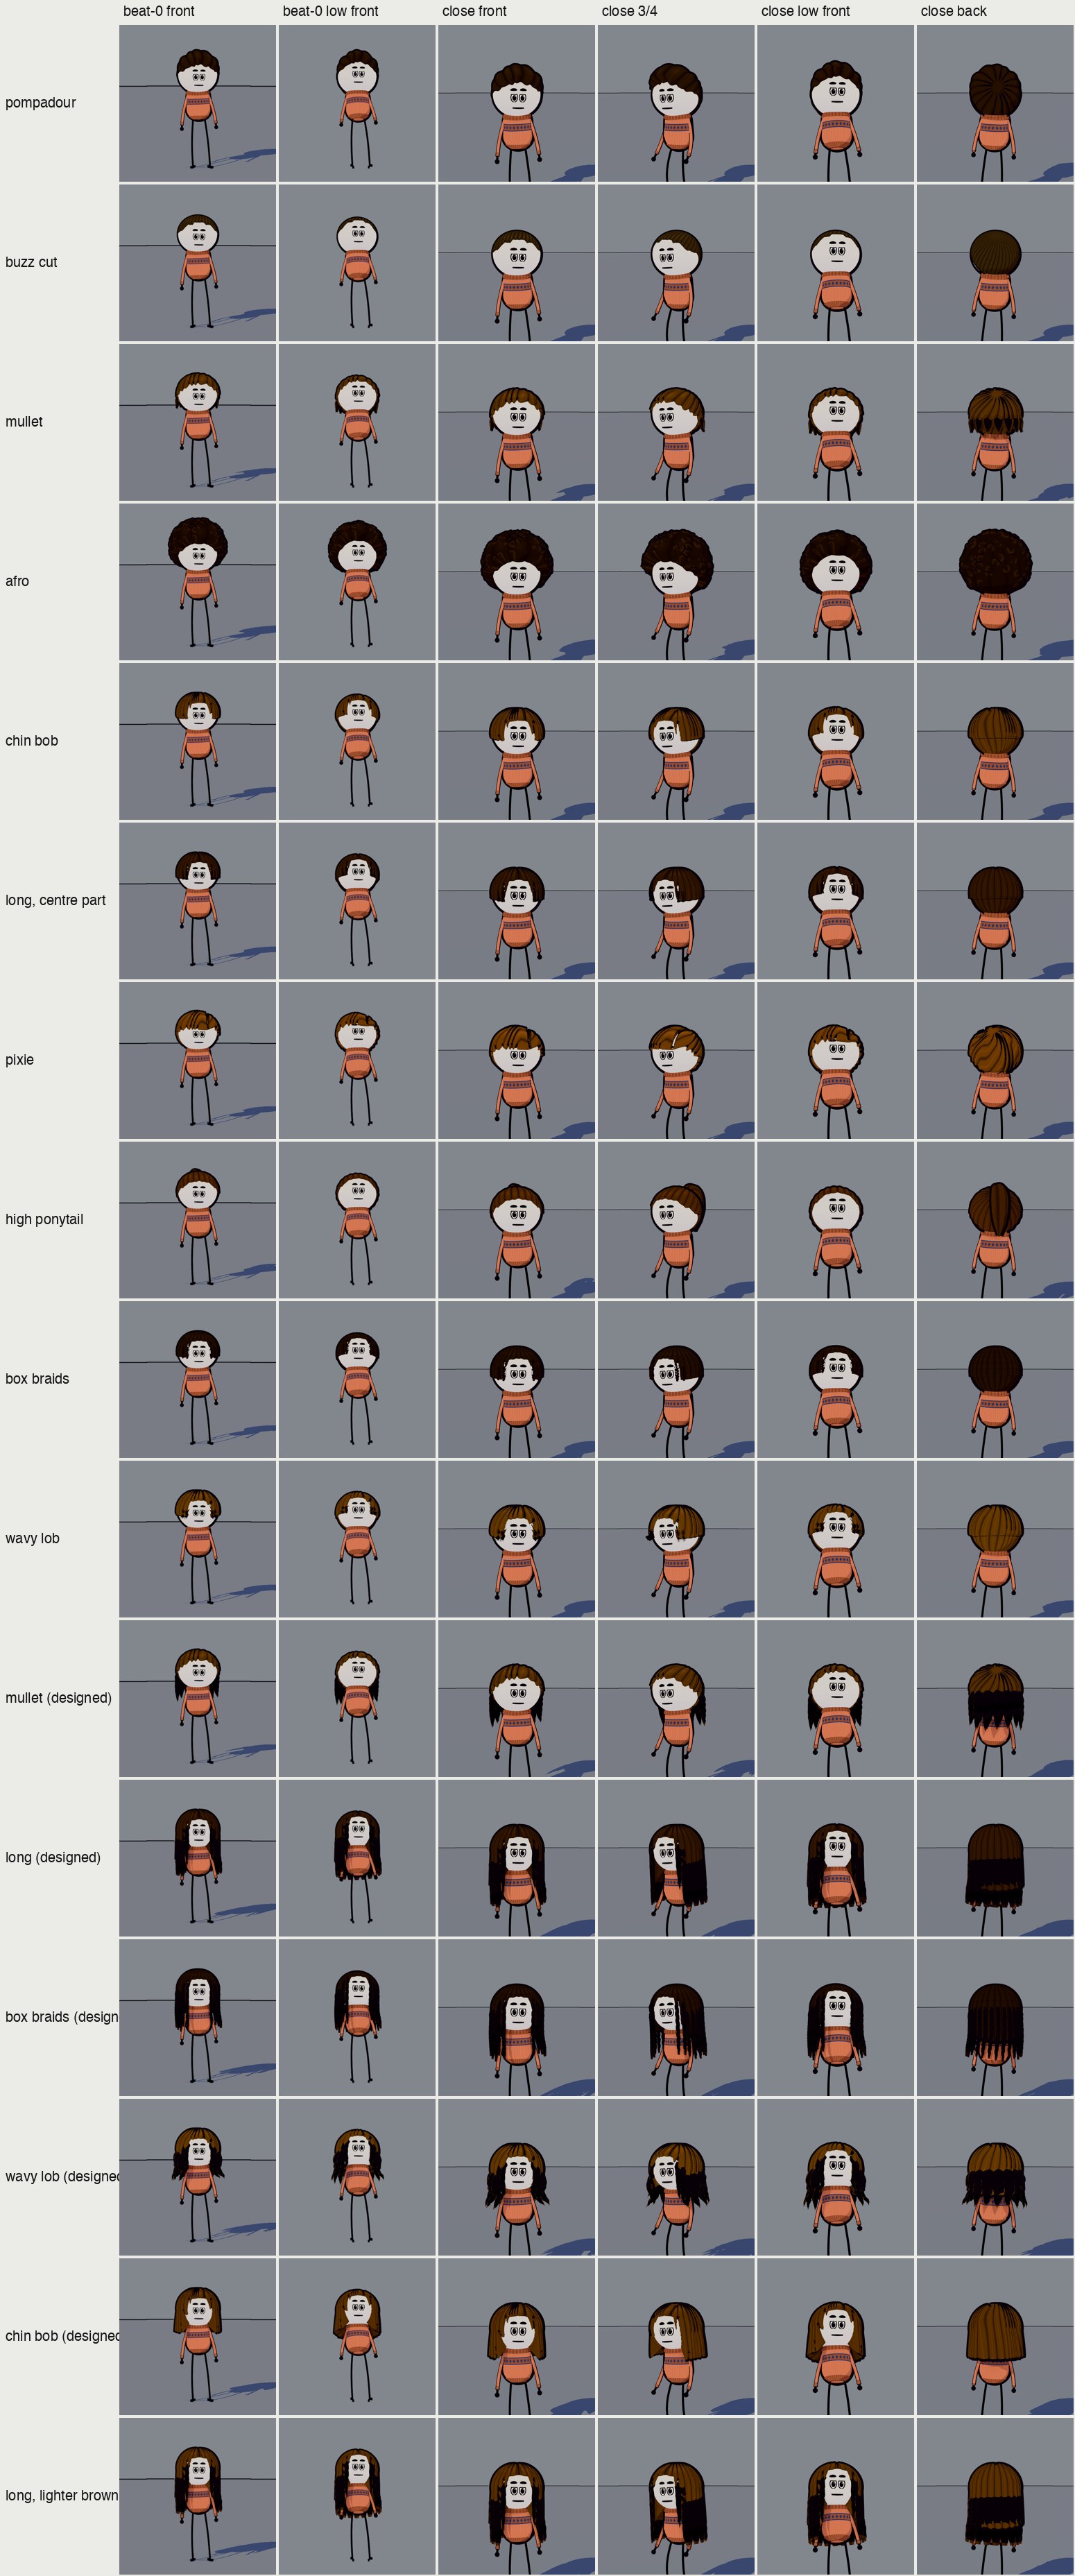 beat-0 front beat-0 low front close front close 3/4 close low front close back
pompadour
buzz cut
mullet
afro
chin bob
long, centre part
pixie
high ponytail
box braids
wavy lob
mullet (designed)
long (designed)
box braids (design
wavy lob (designed
chin bob (designed
long, lighter brown